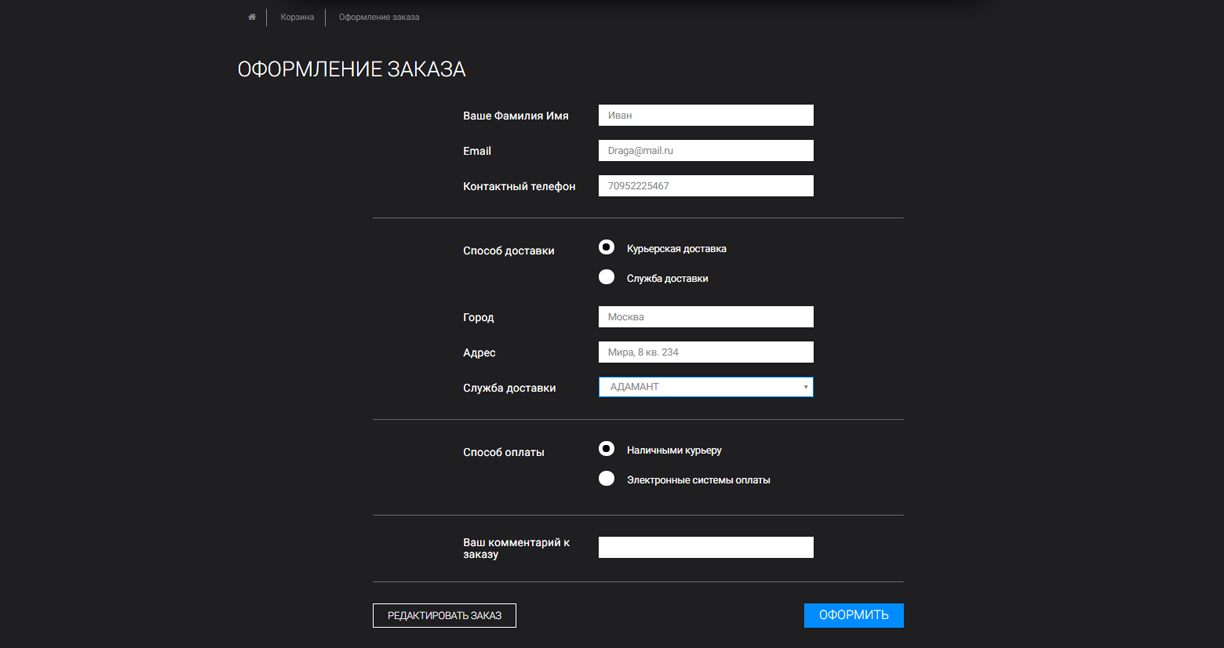 Корзина
Оформление заказа
ОФОРМЛЕНИЕ ЗАКАЗА
Ваше Фамилия Имя
Иван
Email
Draga@mail.ru
Контактный телефон
70952225467
Способ доставки
Курьерская доставка
Служба доставки
Город
Москва
Адрес
Мира, 8 кв. 234
Служба доставки
АДАМАНТ
Способ оплаты
Наличными курьеру
Электронные системы оплаты
Ваш комментарий к
заказу
РЕДАКТИРОВАТЬ ЗАКАЗ
ОФОРМИТЬ